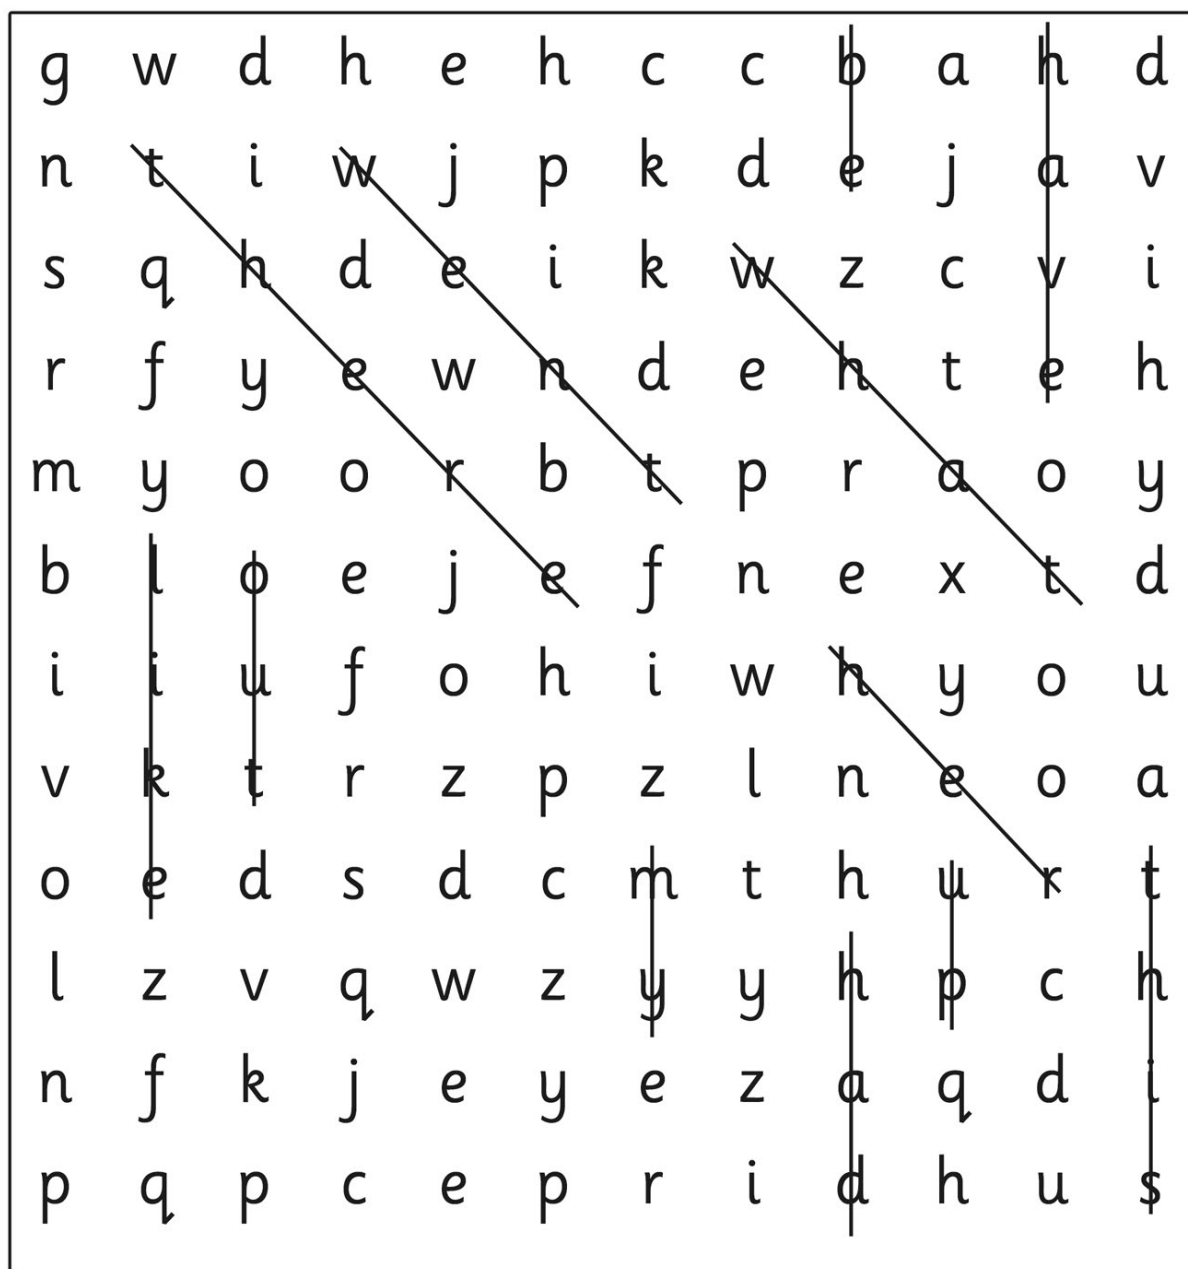 g w d h e h c c b a h d
n t i w j p k d e j a v
s q h d e i k w z c v i
r f y e w n d e h t e h
m y o o r b t p r a o y
b l o e j e f n e x t d
i i u f o h i w h y o u
v k t r z p z l n e o a
o e d s d c m t h u r t
l z v q w z y y h p c h
n f k j e y e z a q d i
p q p c e p r i d h u s